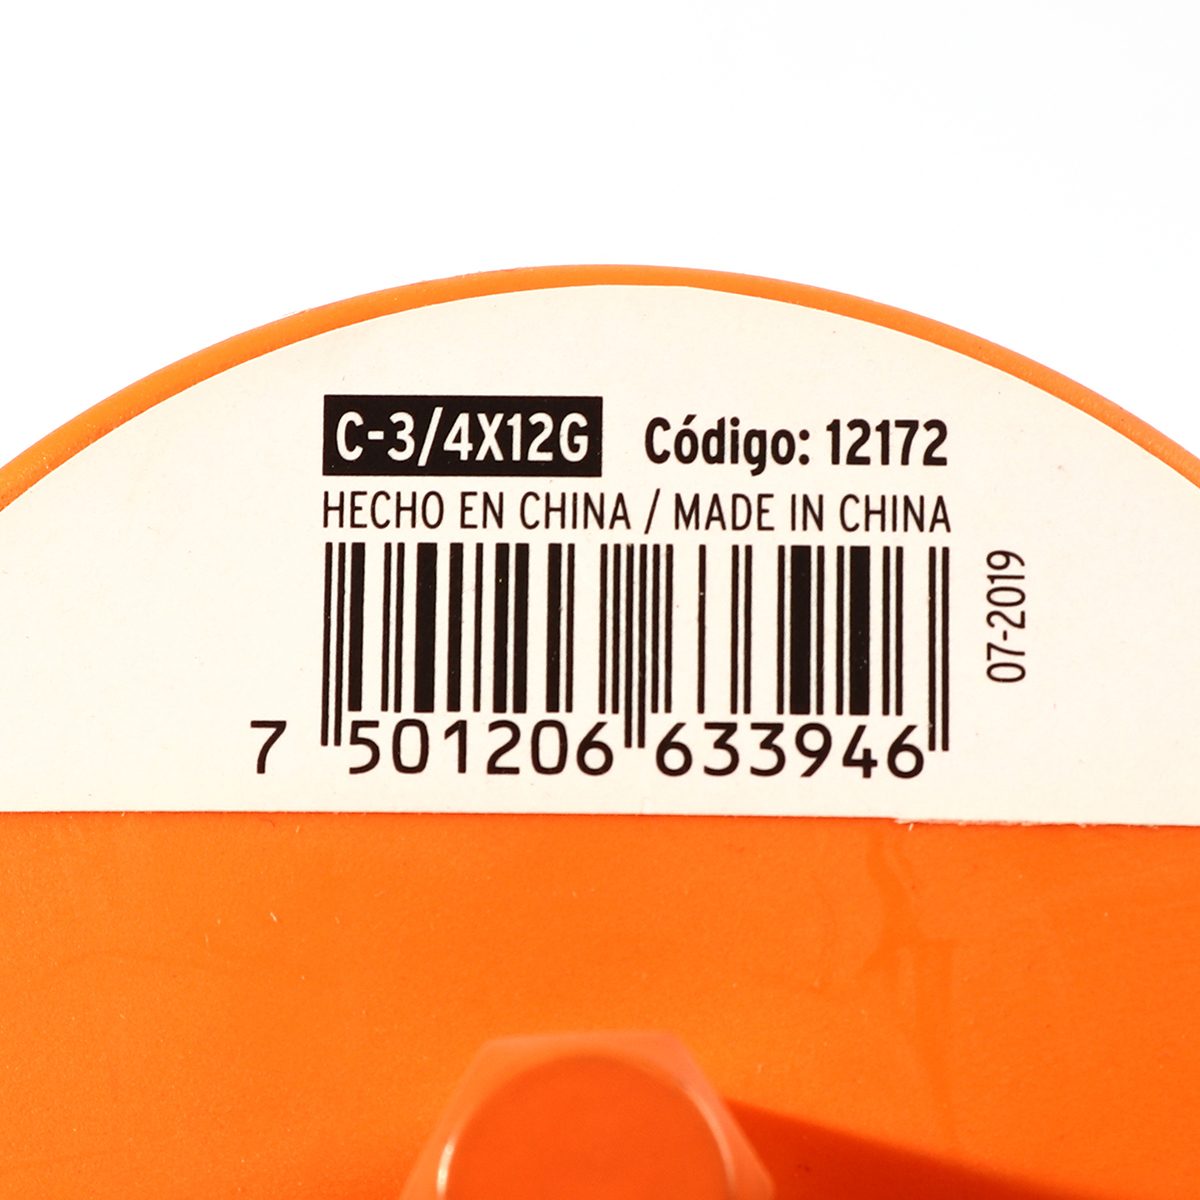 C-3/4X12G Código: 12172
HECHO EN CHINA / MADE IN CHINA
07-2019
7 501206 633946